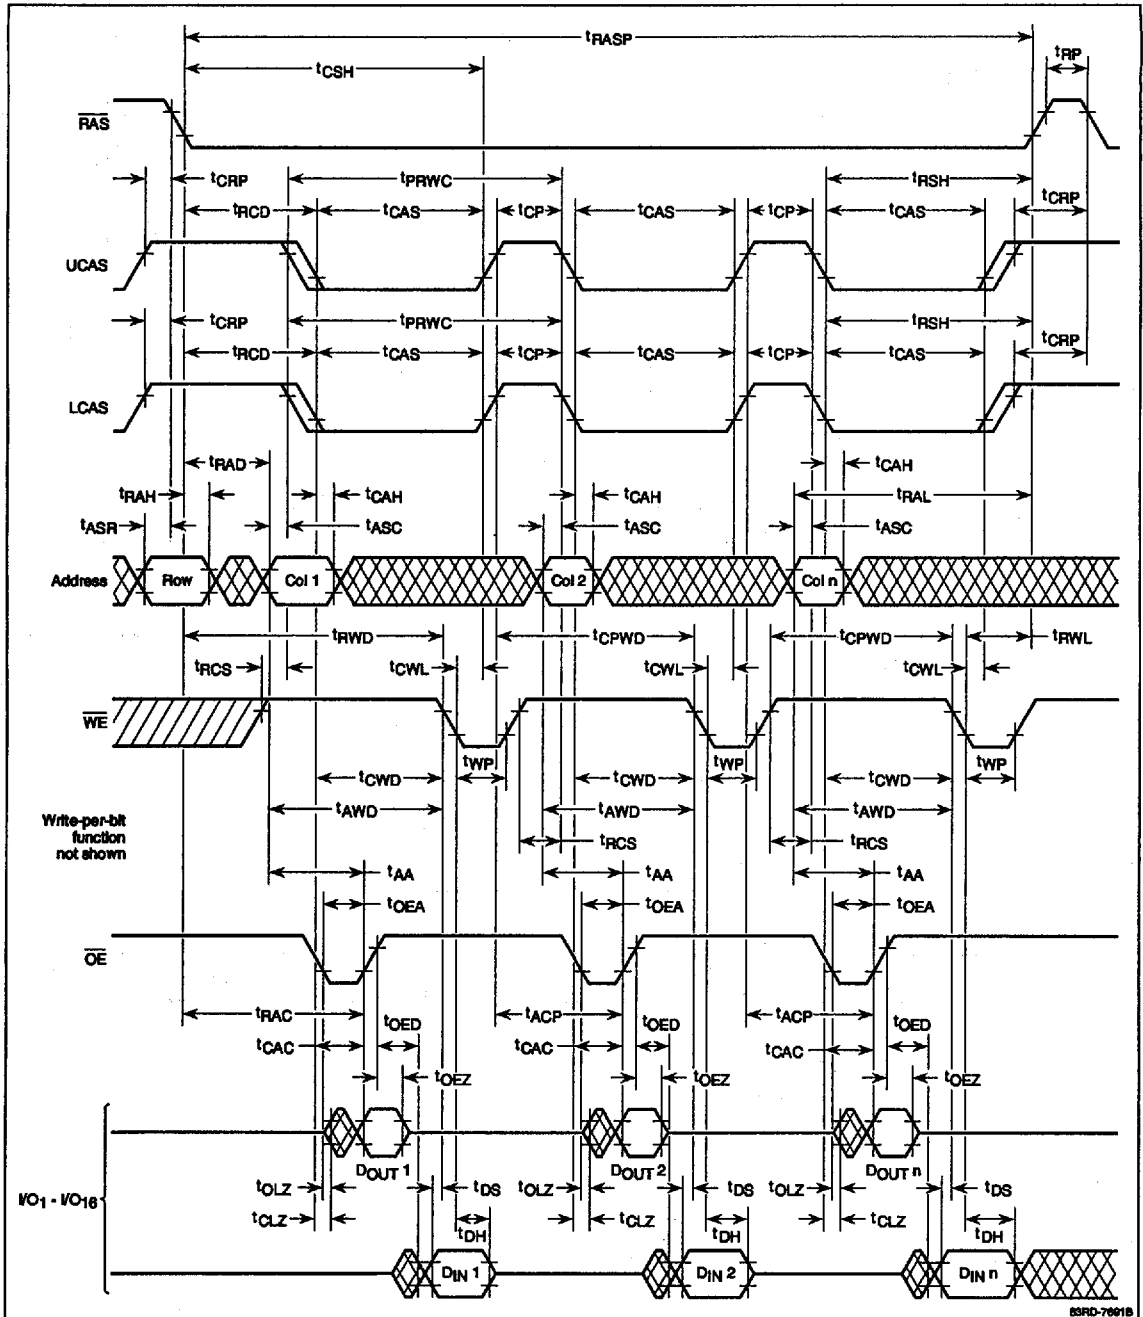 tRASP
tCSH tRP
RAS
tCRP tPRWC tRSH
tRCD tCAS tCP tCAS tCP tCAS tCRP
UCAS
tCRP tPRWC tRSH
tRCD tCAS tCP tCAS tCP tCAS tCRP
LCAS
tRAD tCAH
tRAH tCAH tCAH tRAL
tASR tASC tASC tASC
Address Row Col 1 Col 2 Col n
tRWD tCPWD tCPWD tRWL
tRCS tCWL tCWL tCWL
WE
tWP tWP tWP
tCWD tCWD tCWD
tAWD tAWD tAWD
Write-per-bit
function
not shown
tRCS tRCS
tAA tAA tAA
tOEA tOEA tOEA
OE
tRAC tACP tACP
tOED tOED tOED
tCAC tCAC tCAC
tOEZ tOEZ tOEZ
DOUT 1 DOUT 2 DOUT n
I/O1 - I/O16
tOLZ tDS tOLZ tDS tOLZ tDS
tCLZ tDH tCLZ tDH tCLZ tDH
DIN 1 DIN 2 DIN n
83RD-7691B